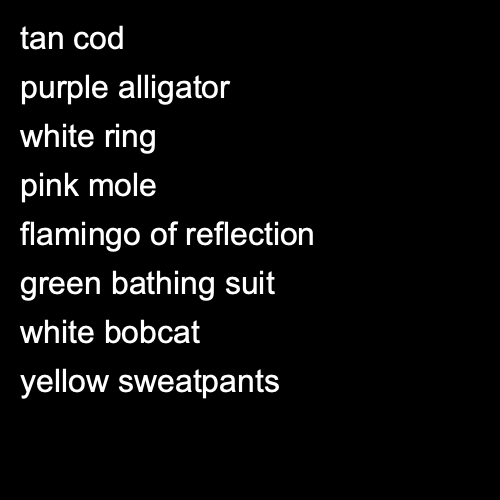 tan cod
purple alligator
white ring
pink mole
flamingo of reflection
green bathing suit
white bobcat
yellow sweatpants